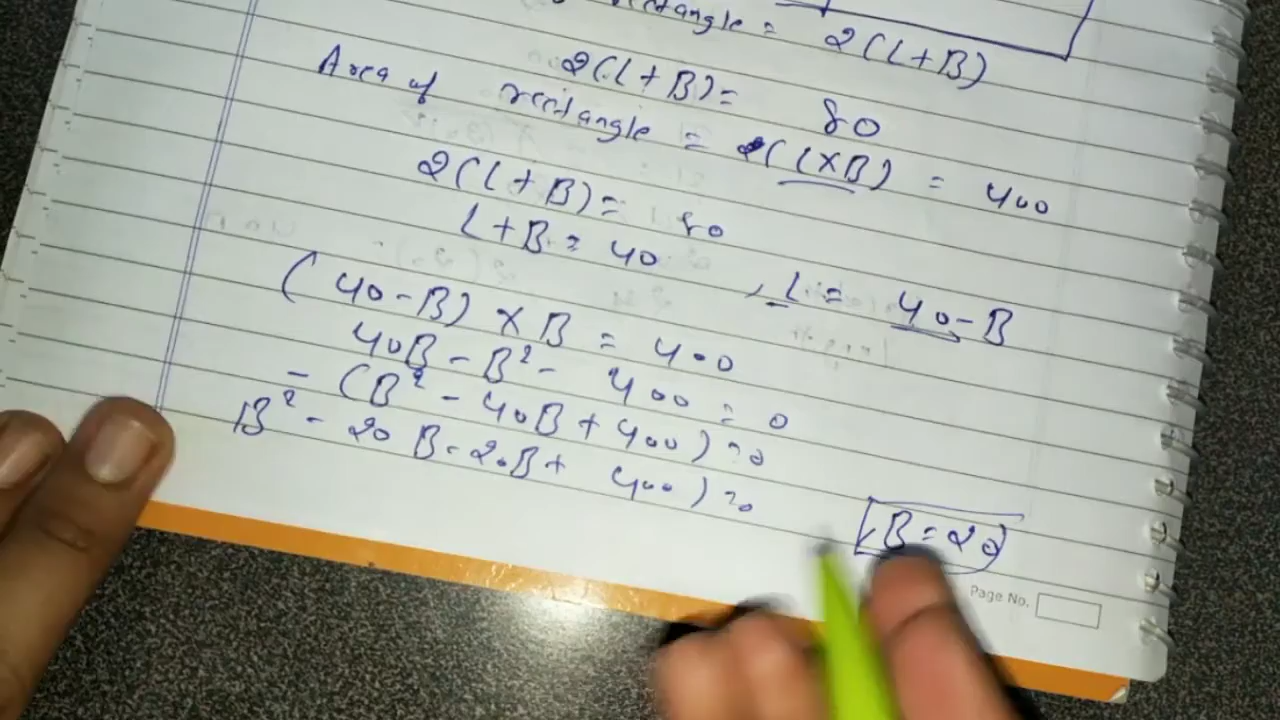 rectangle = 2(L+B)
2(L+B)= 80
Area of rectangle = (L×B) = 400
2(L+B)= 80
L+B = 40 , L = 40-B
(40-B) × B = 400
40B - B² - 400 = 0
- (B² - 40B + 400) = 0
B² - 20B - 20B + 400) = 0
B = 20
Page No.